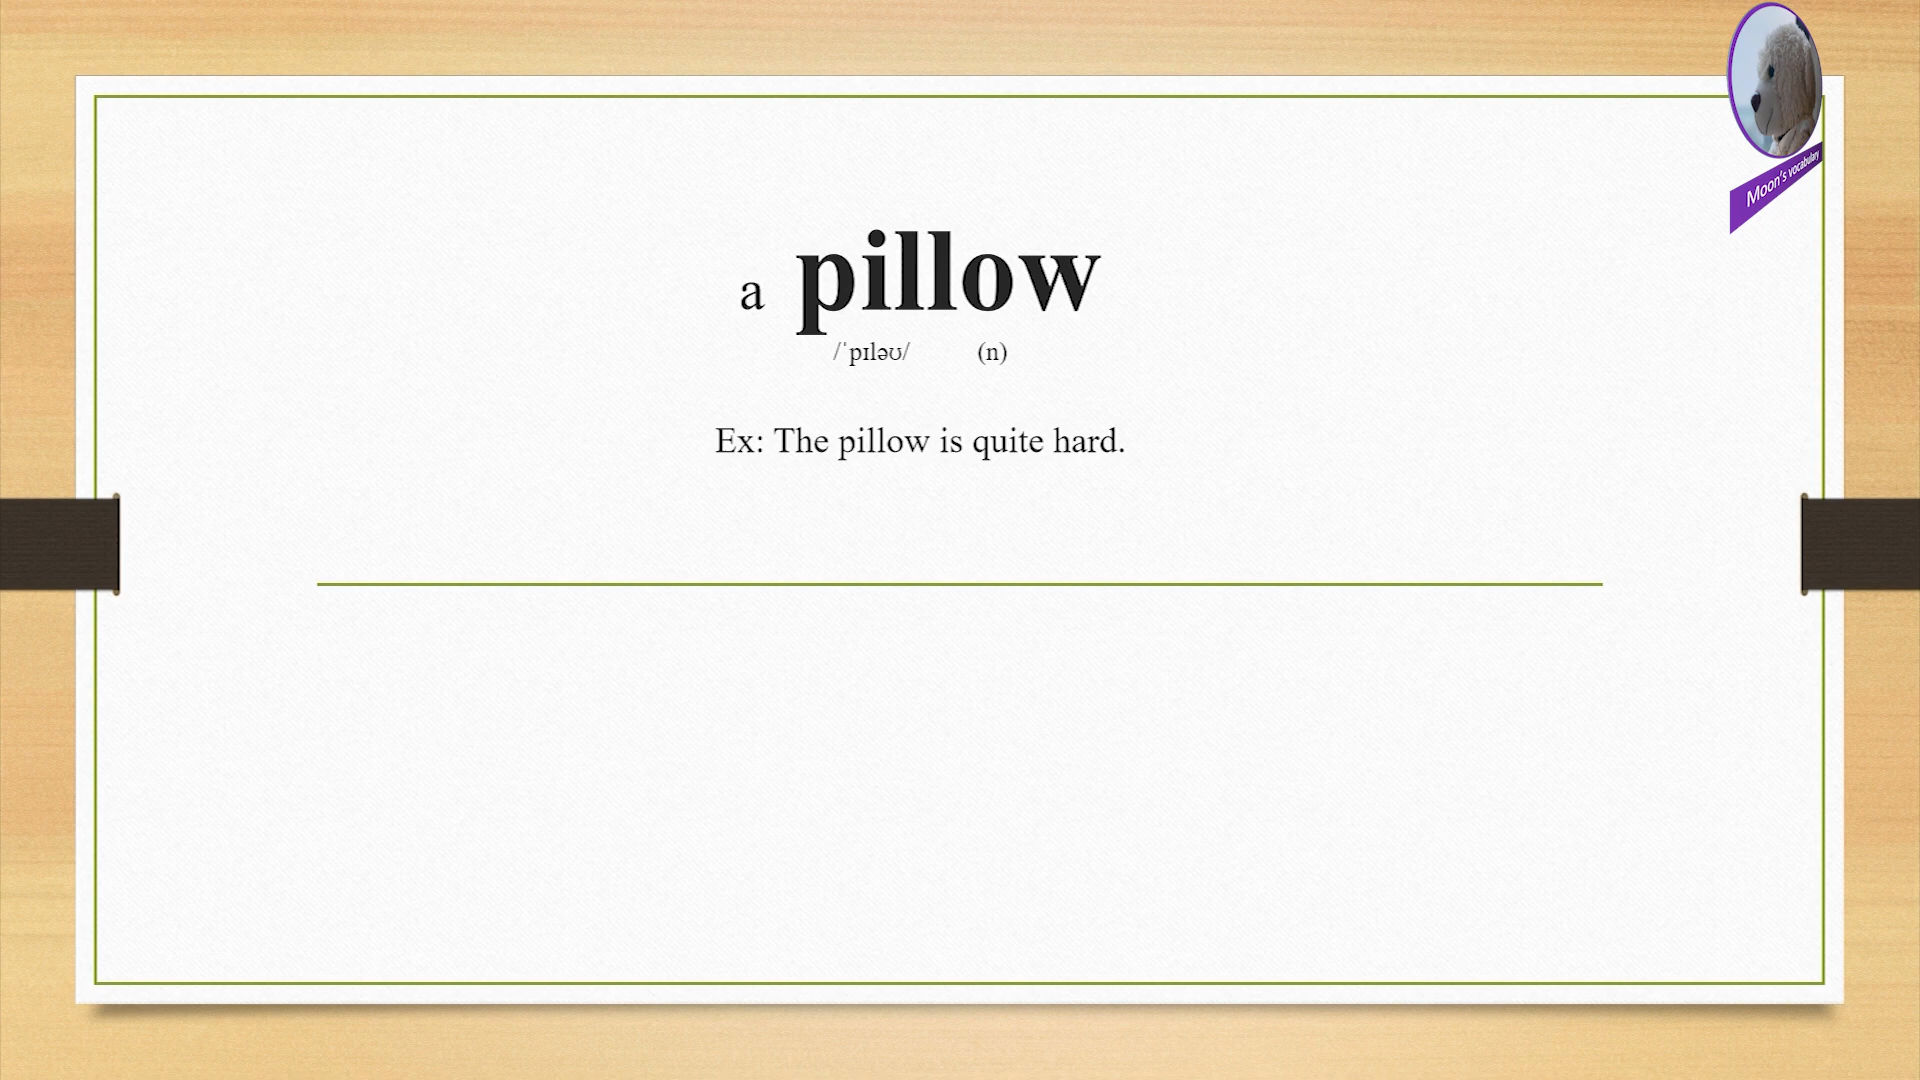 Moon's vocabulary
a pillow
/ˈpɪləʊ/ (n)
Ex: The pillow is quite hard.